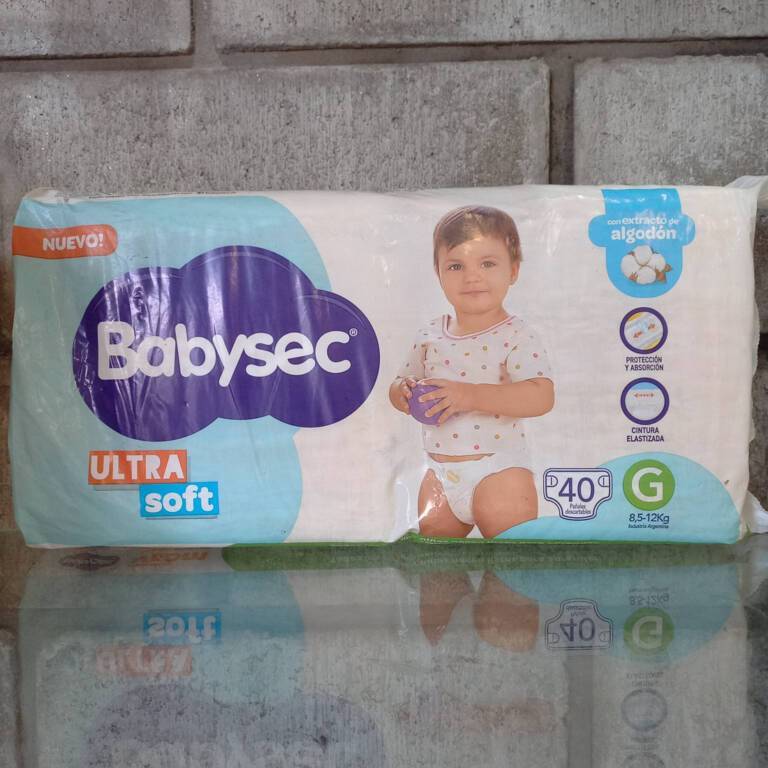 NUEVO!
Babysec®
ULTRA
soft
con extracto de
algodón
PROTECCIÓN
Y ABSORCIÓN
CINTURA
ELASTIZADA
40
Pañales
descartables
G
8,5-12Kg
Industria Argentina